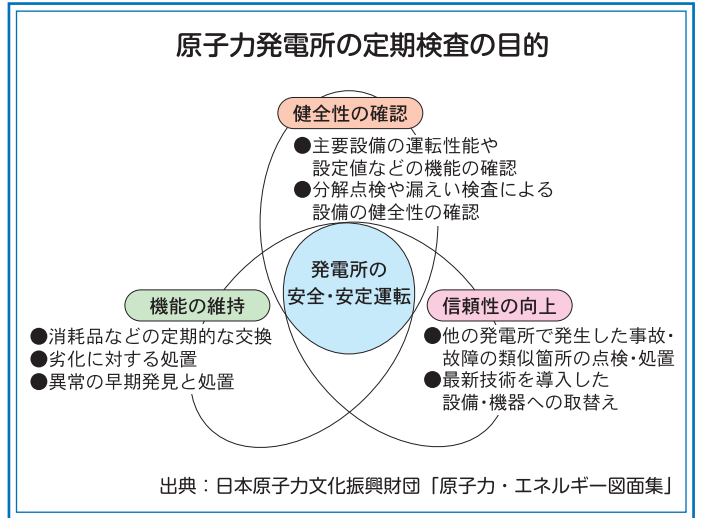 原子力発電所の定期検査の目的
健全性の確認
●主要設備の運転性能や
設定値などの機能の確認
●分解点検や漏えい検査による
設備の健全性の確認
発電所の
安全・安定運転
機能の維持
●消耗品などの定期的な交換
●劣化に対する処置
●異常の早期発見と処置
信頼性の向上
●他の発電所で発生した事故・
故障の類似箇所の点検・処置
●最新技術を導入した
設備・機器への取替え
出典：日本原子力文化振興財団「原子力・エネルギー図面集」